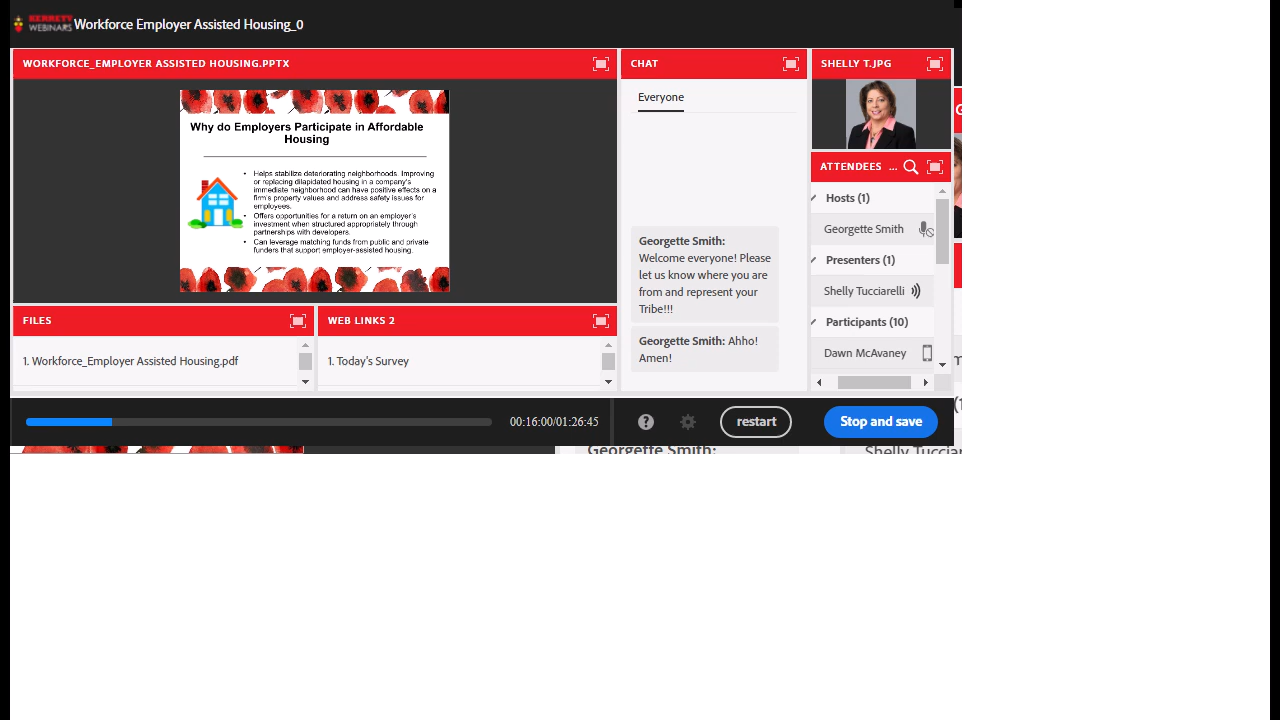 KERRETT
WEBINARS
Workforce Employer Assisted Housing_0
WORKFORCE_EMPLOYER ASSISTED HOUSING.PPTX
Why do Employers Participate in Affordable
Housing
• Helps stabilize deteriorating neighborhoods. Improving
or replacing dilapidated housing in a company's
immediate neighborhood can have positive effects on a
firm's property values and address safety issues for
employees.
• Offers opportunities for a return on an employer's
investment when structured appropriately through
partnerships with developers.
• Can leverage matching funds from public and private
funders that support employer-assisted housing.
FILES
1. Workforce_Employer Assisted Housing.pdf
WEB LINKS 2
1. Today's Survey
CHAT
Everyone
Georgette Smith:
Welcome everyone! Please
let us know where you are
from and represent your
Tribe!!!
Georgette Smith: Ahho!
Amen!
SHELLY T.JPG
ATTENDEES ...
Hosts (1)
Georgette Smith
Presenters (1)
Shelly Tucciarelli
Participants (10)
Dawn McAvaney
00:16:00/01:26:45
restart
Stop and save
Georgette Smith:
Shelly Tucciar